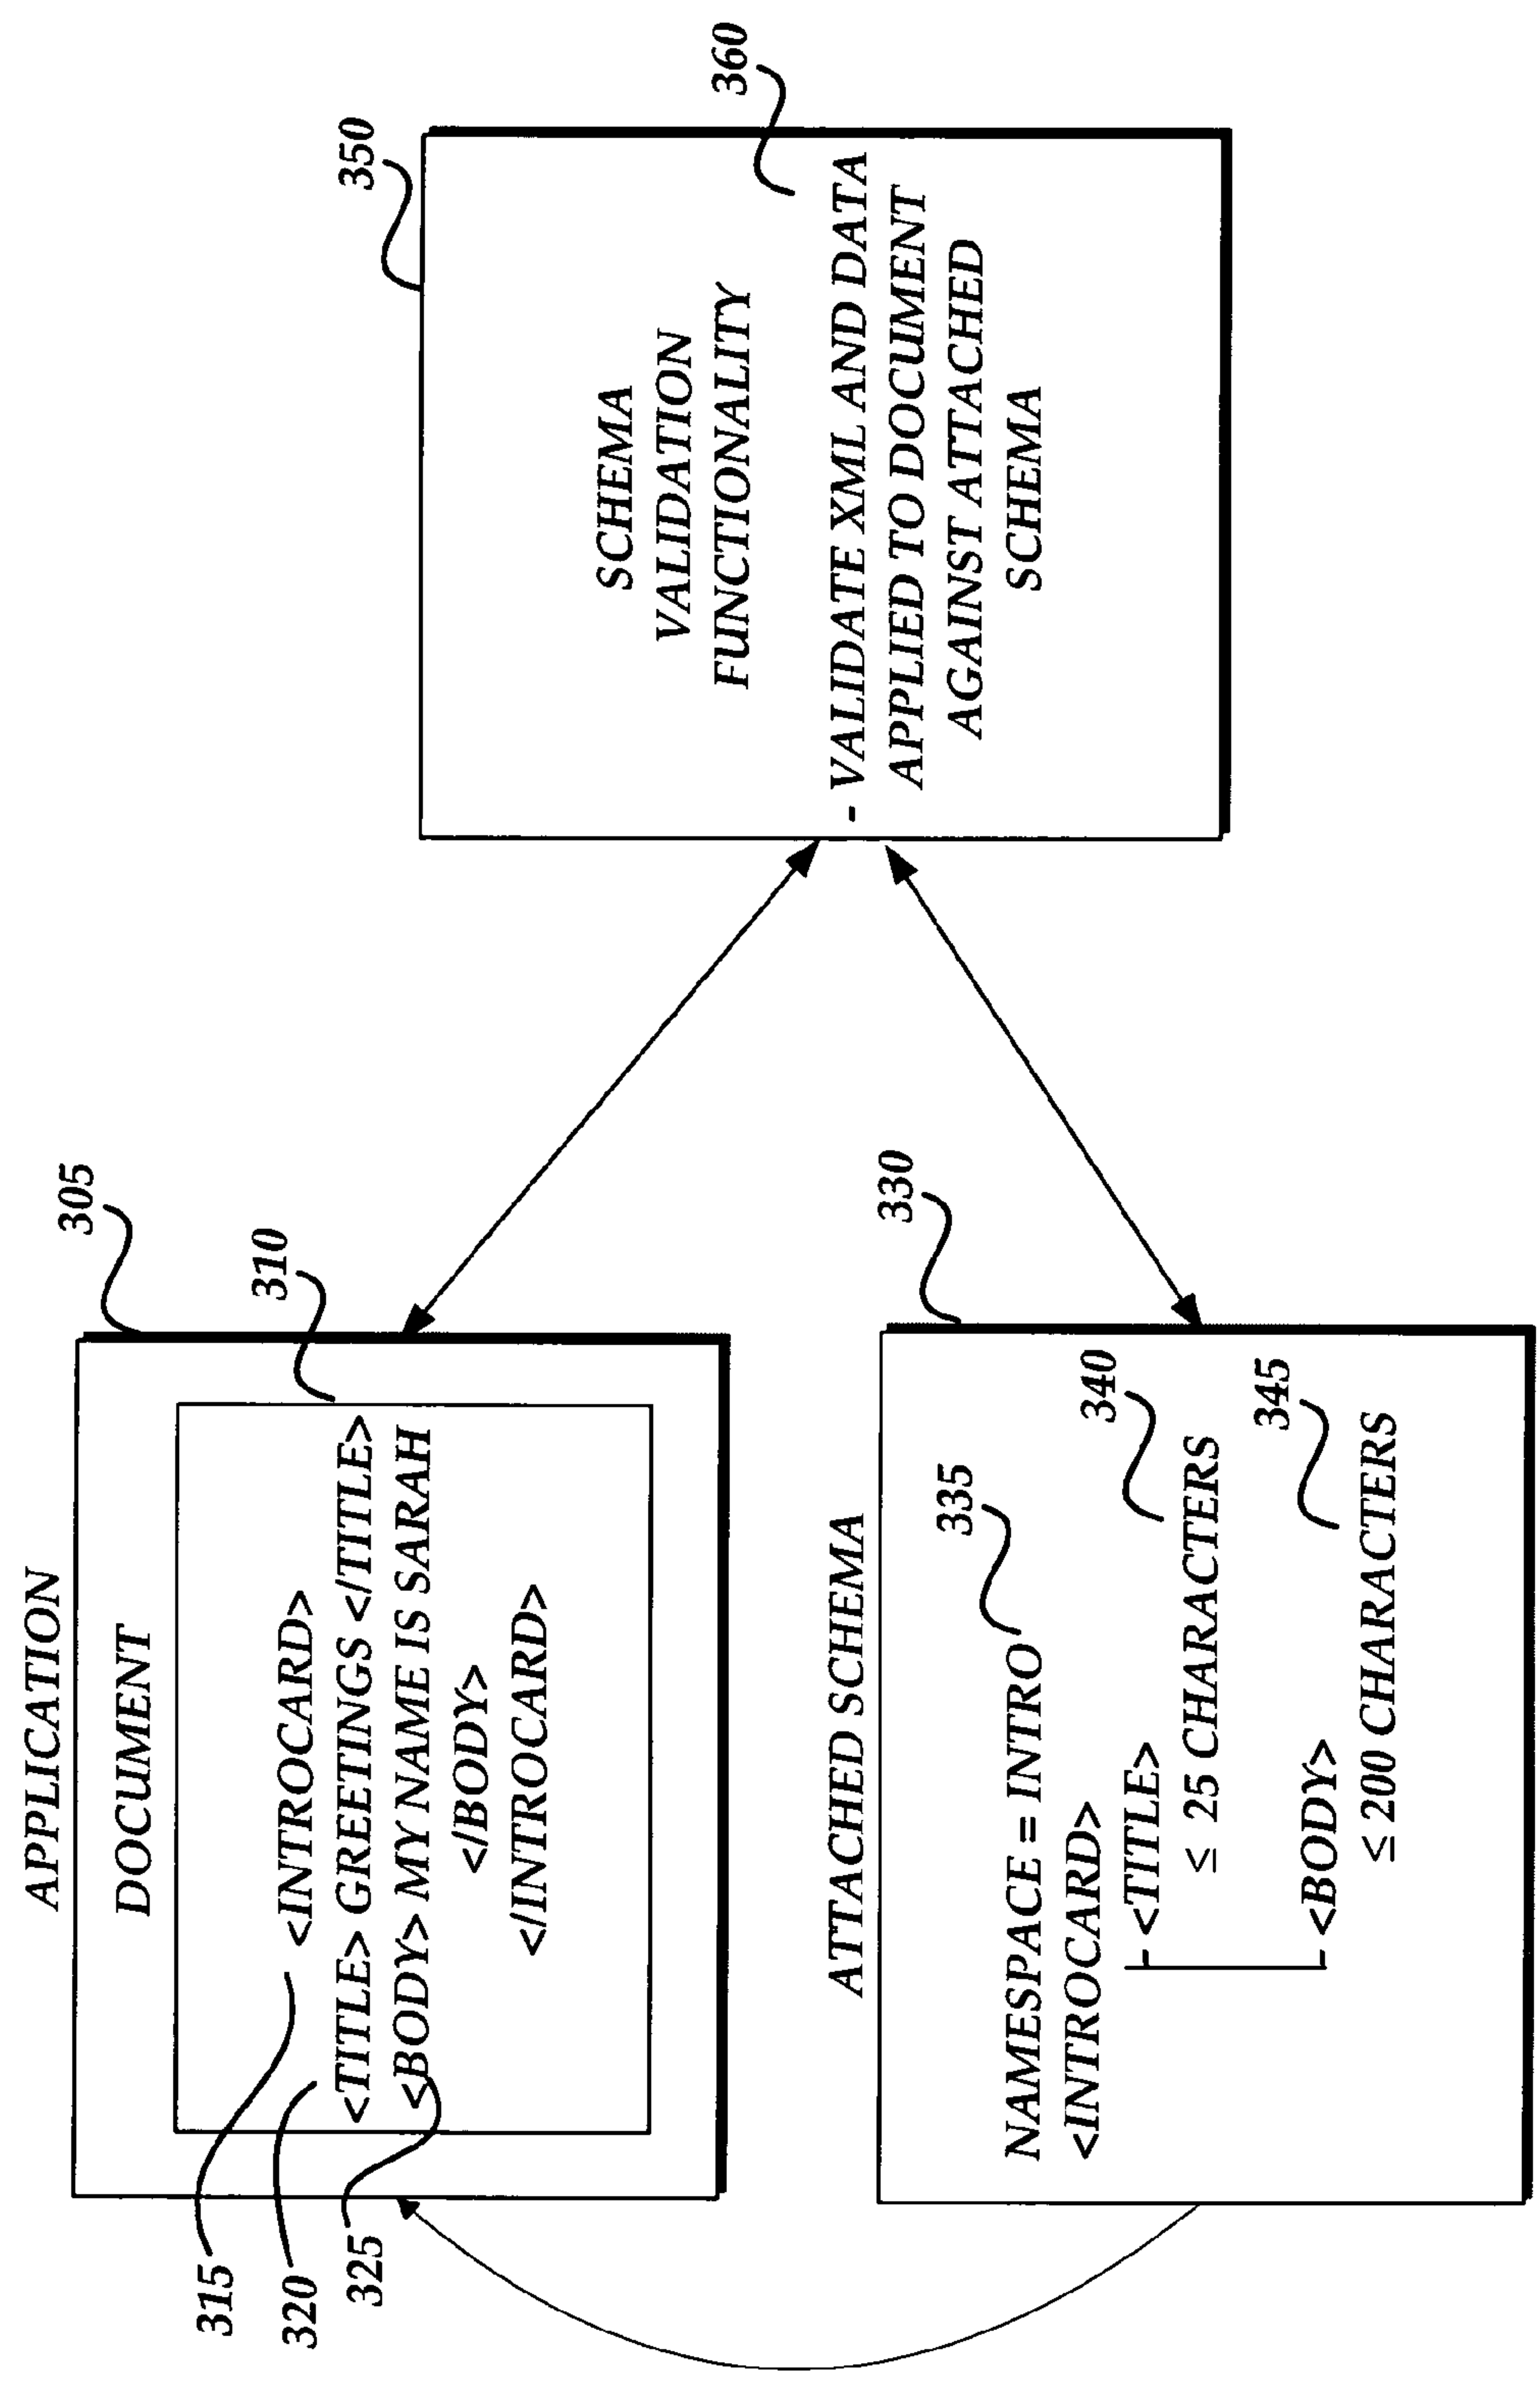 APPLICATION
305
DOCUMENT
310
315
<INTROCARD>
320
<TITLE> GREETINGS </TITLE>
325
<BODY> MY NAME IS SARAH
</BODY>
</INTROCARD>
ATTACHED SCHEMA
330
NAMESPACE = INTRO
335
<INTROCARD>
<TITLE>
340
≤ 25 CHARACTERS
<BODY>
345
≤ 200 CHARACTERS
350
SCHEMA
VALIDATION
FUNCTIONALITY
360
- VALIDATE XML AND DATA
APPLIED TO DOCUMENT
AGAINST ATTACHED
SCHEMA